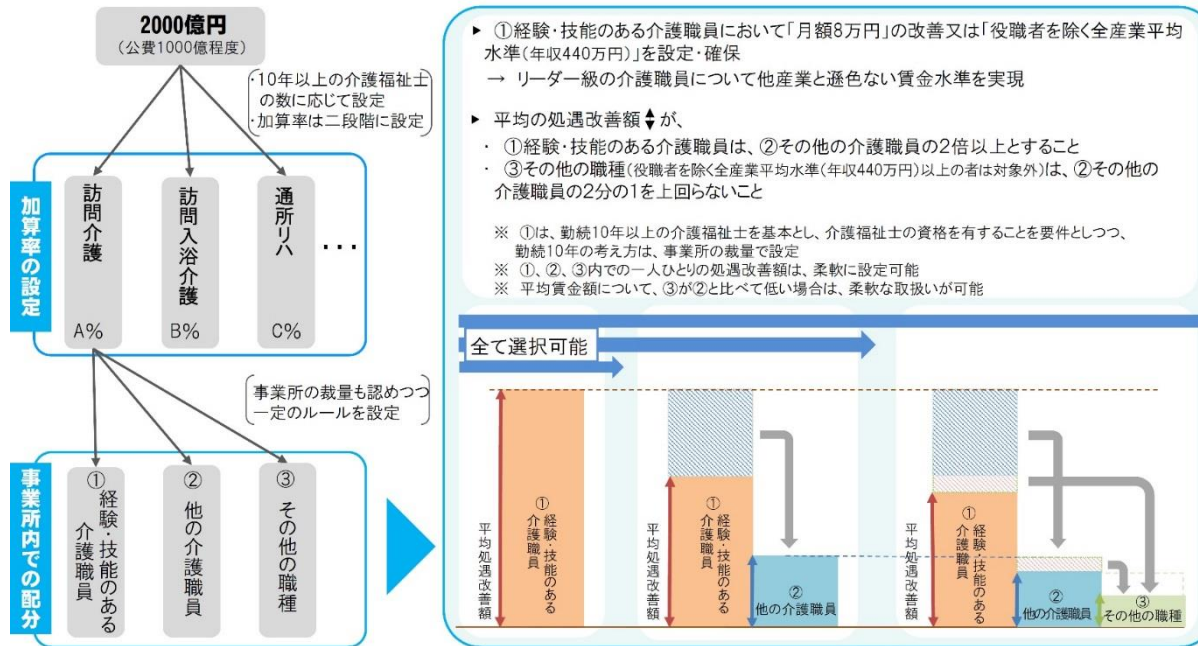 2000億円
(公費1000億程度)
・10年以上の介護福祉士
の数に応じて設定
・加算率は二段階に設定
加算率の設定
訪問介護
A%
訪問入浴介護
B%
通所リハ
C%
・・・
事業所の裁量も認めつつ
一定のルールを設定
事業所内での配分
①
経験・技能のある
介護職員
②
他の介護職員
③
その他の職種
▶ ①経験・技能のある介護職員において「月額8万円」の改善又は「役職者を除く全産業平均
水準(年収440万円)」を設定・確保
→ リーダー級の介護職員について他産業と遜色ない賃金水準を実現
▶ 平均の処遇改善額 が、
・ ①経験・技能のある介護職員は、②その他の介護職員の2倍以上とすること
・ ③その他の職種(役職者を除く全産業平均水準(年収440万円)以上の者は対象外)は、②その他の
介護職員の2分の1を上回らないこと
※ ①は、勤続10年以上の介護福祉士を基本とし、介護福祉士の資格を有することを要件としつつ、
勤続10年の考え方は、事業所の裁量で設定
※ ①、②、③内での一人ひとりの処遇改善額は、柔軟に設定可能
※ 平均賃金額について、③が②と比べて低い場合は、柔軟な取扱いが可能
全て選択可能
平均処遇改善額
①
経験・技能のある
介護職員
平均処遇改善額
①
経験・技能のある
介護職員
②
他の介護職員
平均処遇改善額
①
経験・技能のある
介護職員
②
他の介護職員
③
その他の職種